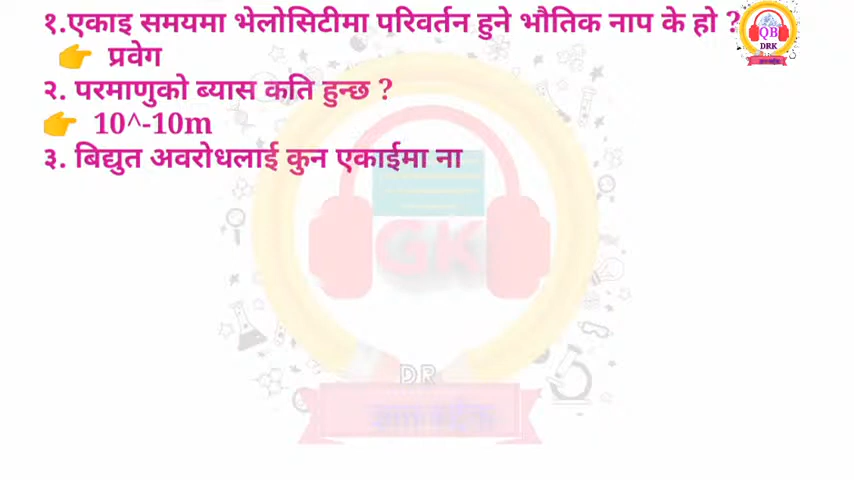 १.एकाइ समयमा भेलोसिटीमा परिवर्तन हुने भौतिक नाप के हो ?
👉 प्रवेग
२. परमाणुको ब्यास कति हुन्छ ?
👉 10^-10m
३. बिद्युत अवरोधलाई कुन एकाईमा ना
QB
DRK
GK
DR